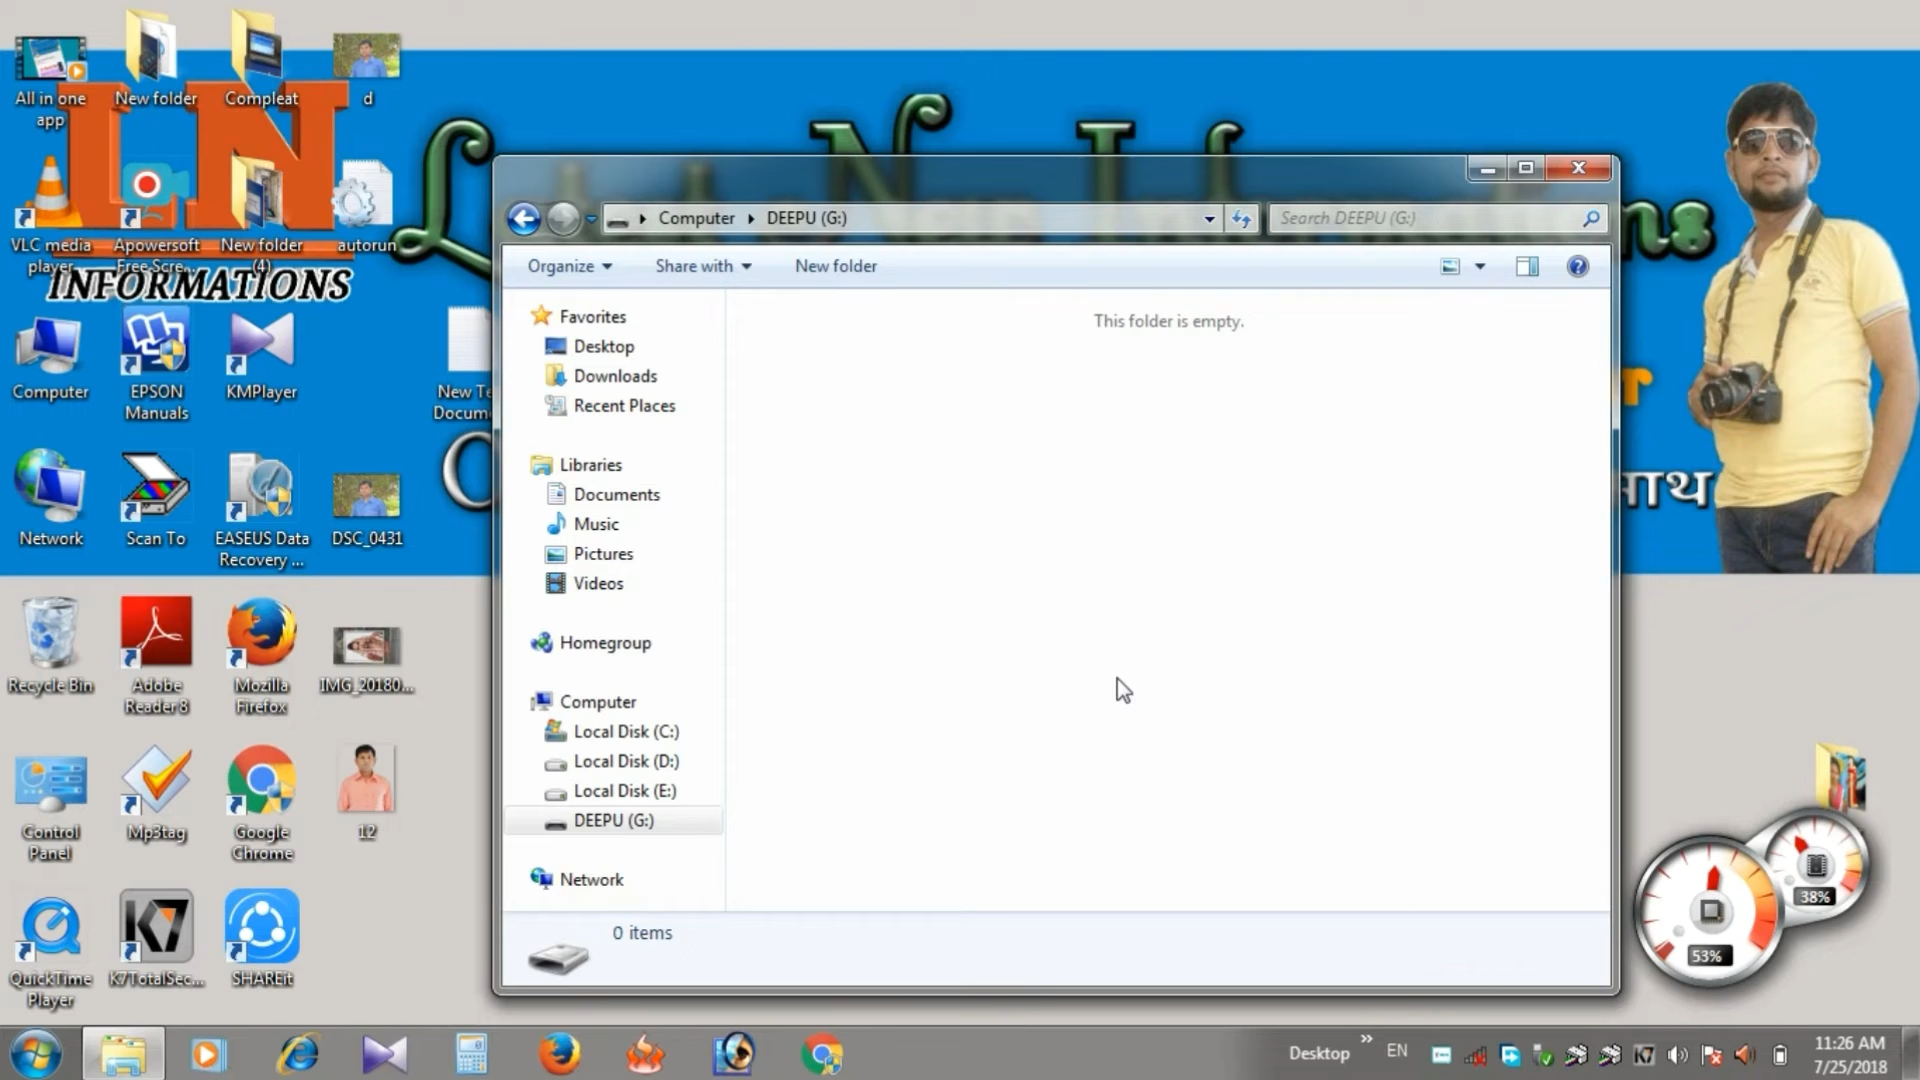 All in one
app
New folder
Compleat
d
LN
INFORMATIONS
VLC media
player
Apowersoft
Free Scre...
New folder
(4)
autorun
Computer
EPSON
Manuals
KMPlayer
Network
Scan To
EASEUS Data
Recovery ...
DSC_0431
Recycle Bin
Adobe
Reader 8
Mozilla
Firefox
IMG_20180...
Control
Panel
Mp3tag
Google
Chrome
12
QuickTime
Player
K7TotalSec...
SHAREit
Computer
DEEPU (G:)
Search DEEPU (G:)
Organize
Share with
New folder
Favorites
Desktop
Downloads
Recent Places
Libraries
Documents
Music
Pictures
Videos
Homegroup
Computer
Local Disk (C:)
Local Disk (D:)
Local Disk (E:)
DEEPU (G:)
Network
This folder is empty.
0 items
38%
53%
Desktop
EN
K7
11:26 AM
7/25/2018